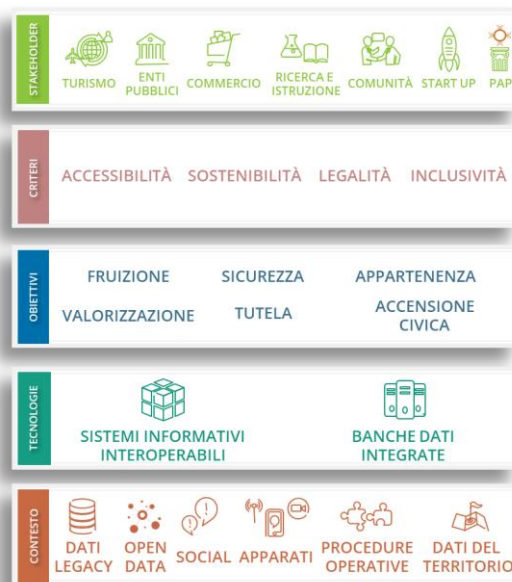 STAKEHOLDER
TURISMO
ENTI
PUBBLICI
COMMERCIO
RICERCA E
ISTRUZIONE
COMUNITÀ
START UP
PAP
CRITERI
ACCESSIBILITÀ SOSTENIBILITÀ LEGALITÀ INCLUSIVITÀ
OBIETTIVI
FRUIZIONE SICUREZZA APPARTENENZA
VALORIZZAZIONE TUTELA ACCENSIONE
CIVICA
TECNOLOGIE
SISTEMI INFORMATIVI
INTEROPERABILI
BANCHE DATI
INTEGRATE
CONTESTO
DATI
LEGACY
OPEN
DATA
SOCIAL
APPARATI
PROCEDURE
OPERATIVE
DATI DEL
TERRITORIO